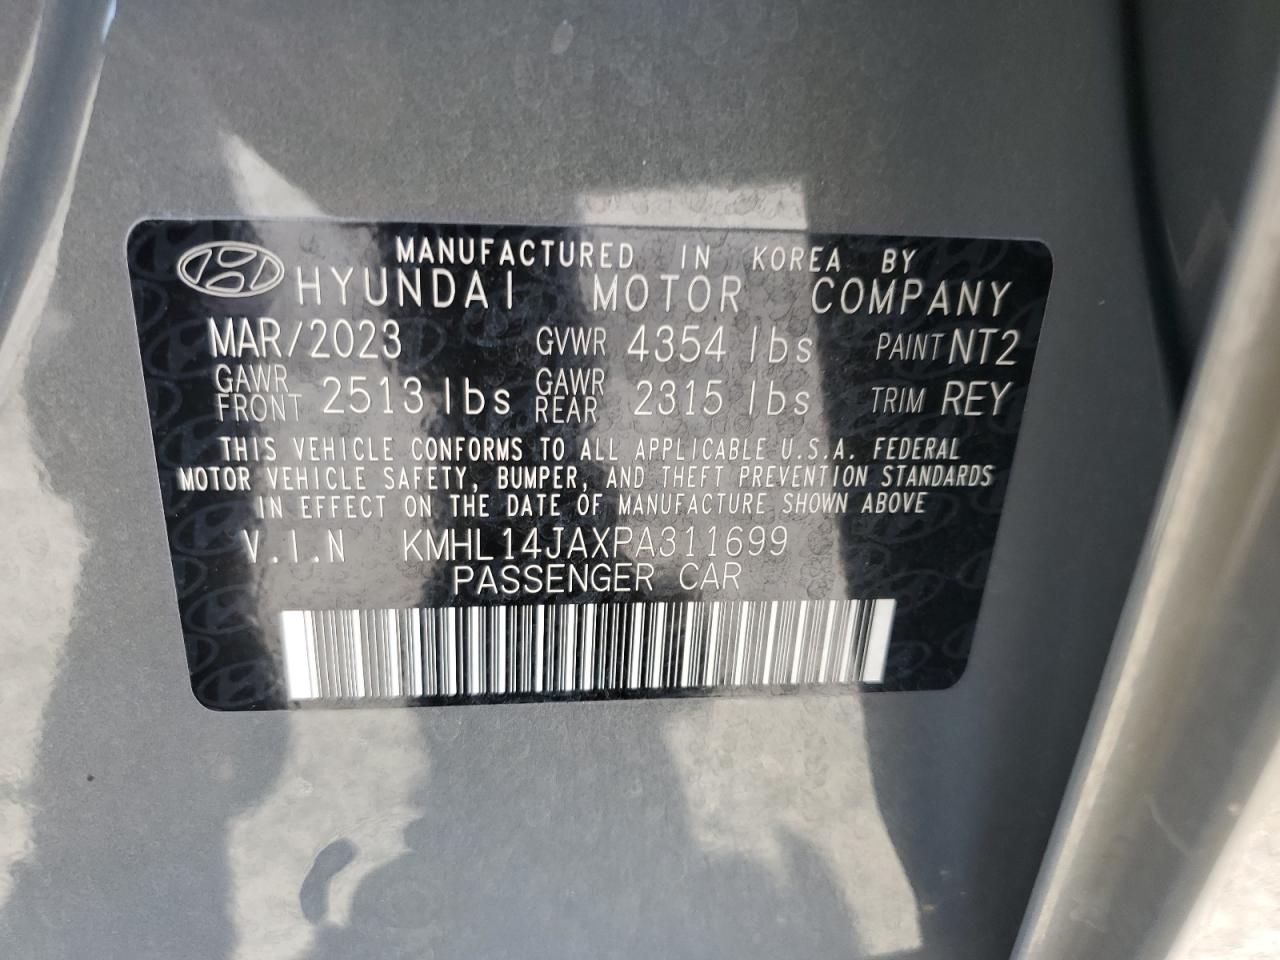 MANUFACTURED IN KOREA BY
HYUNDAI MOTOR COMPANY
MAR/2023 GVWR 4354 lbs PAINT NT2
GAWR FRONT 2513 lbs GAWR REAR 2315 lbs TRIM REY
THIS VEHICLE CONFORMS TO ALL APPLICABLE U.S.A. FEDERAL
MOTOR VEHICLE SAFETY, BUMPER, AND THEFT PREVENTION STANDARDS
IN EFFECT ON THE DATE OF MANUFACTURE SHOWN ABOVE
V.I.N KMHL14JAXPA311699
PASSENGER CAR